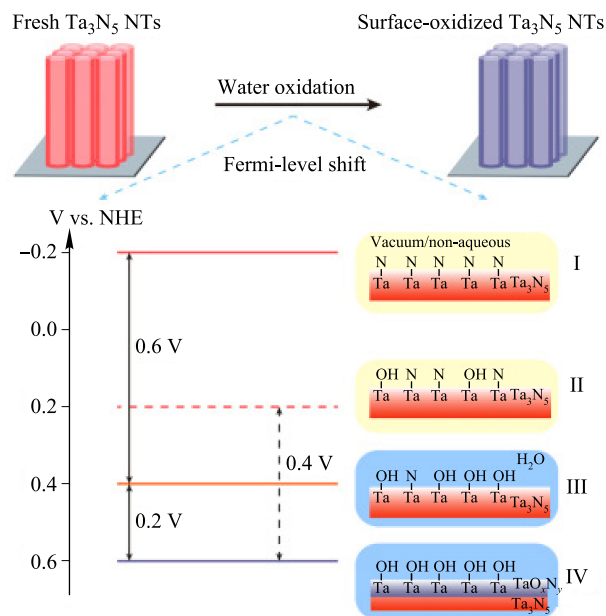 Fresh Ta₃N₅ NTs
Surface-oxidized Ta₃N₅ NTs
Water oxidation
Fermi-level shift
V vs. NHE
−0.2
0.0
0.2
0.4
0.6
0.6 V
0.4 V
0.2 V
Vacuum/non-aqueous
N N N N N
Ta Ta Ta Ta Ta Ta₃N₅
I
OH N N OH N
Ta Ta Ta Ta Ta Ta₃N₅
II
H₂O
OH N OH OH OH
Ta Ta Ta Ta Ta Ta₃N₅
III
OH OH OH OH OH
Ta Ta Ta Ta Ta
TaOₓNᵧ
Ta₃N₅
IV